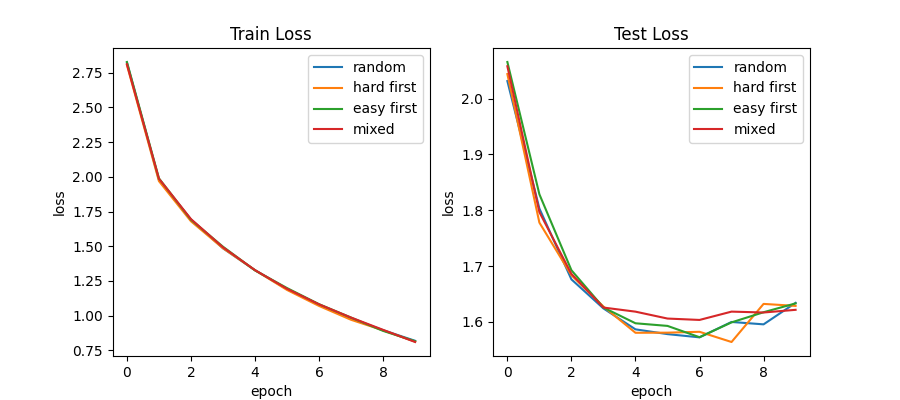 Train Loss
2.75
2.50
2.25
2.00
1.75
1.50
1.25
1.00
0.75
loss
0
2
4
6
8
epoch
random
hard first
easy first
mixed
Test Loss
2.0
1.9
1.8
1.7
1.6
loss
0
2
4
6
8
epoch
random
hard first
easy first
mixed